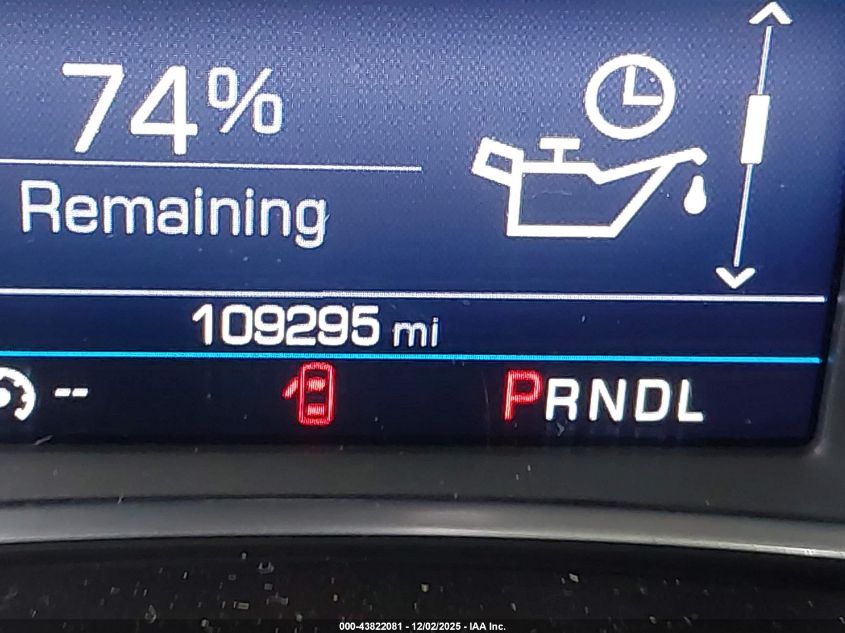 74%
Remaining
109295 mi
--
PRNDL
000-43822081 - 12/02/2025 - IAA Inc.